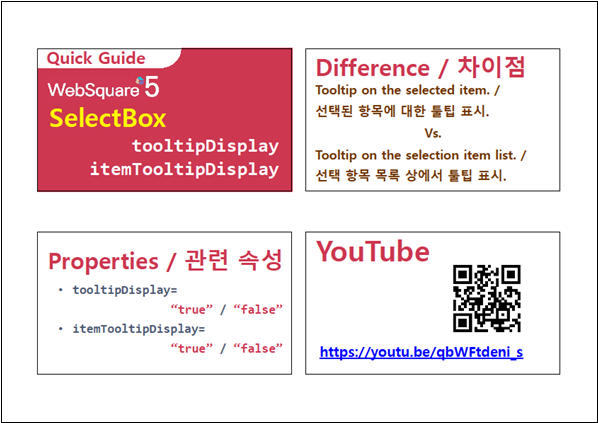 Quick Guide
WebSquare 5
SelectBox
tooltipDisplay
itemTooltipDisplay
Difference / 차이점
Tooltip on the selected item. /
선택된 항목에 대한 툴팁 표시.
Vs.
Tooltip on the selection item list. /
선택 항목 목록 상에서 툴팁 표시.
Properties / 관련 속성
• tooltipDisplay=
“true” / “false”
• itemTooltipDisplay=
“true” / “false”
YouTube
https://youtu.be/qbWFtdeni_s